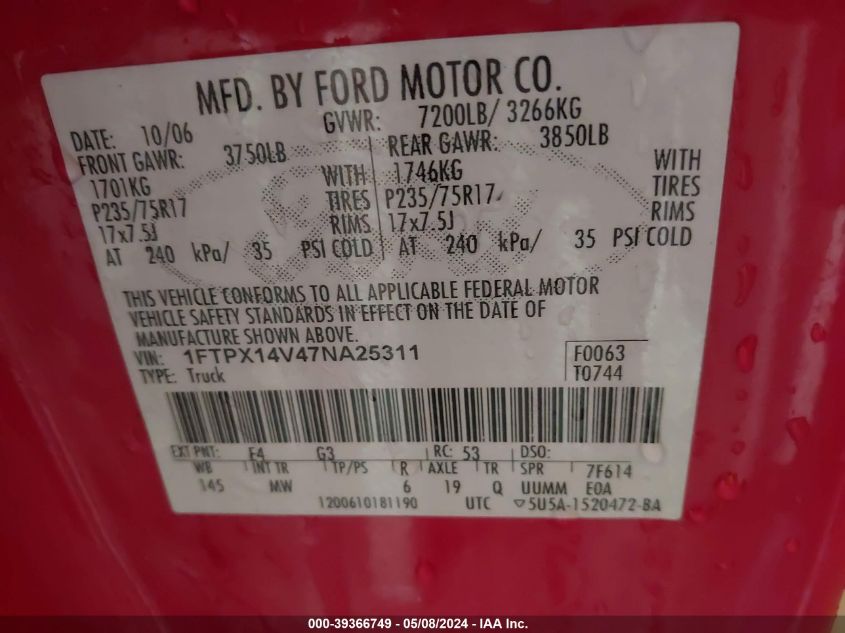 MFD. BY FORD MOTOR CO.
DATE: 10/06 GVWR: 7200LB/ 3266KG
FRONT GAWR: 3750LB REAR GAWR: 3850LB
1701KG WITH 1746KG WITH
P235/75R17 TIRES P235/75R17 TIRES
17x7.5J RIMS 17x7.5J RIMS
AT 240 kPa/ 35 PSI COLD AT 240 kPa/ 35 PSI COLD
THIS VEHICLE CONFORMS TO ALL APPLICABLE FEDERAL MOTOR
VEHICLE SAFETY STANDARDS IN EFFECT ON THE DATE OF
MANUFACTURE SHOWN ABOVE.
VIN: 1FTPX14V47NA25311 F0063
TYPE: Truck T0744
EXT PNT: E4 G3 RC: 53 DSO:
WB INT TR TP/PS R AXLE TR SPR 7F614
145 MW 6 19 Q UUMM E0A
1200610181190 UTC ▽5U5A-1520472-BA
000-39366749 - 05/08/2024 - IAA Inc.